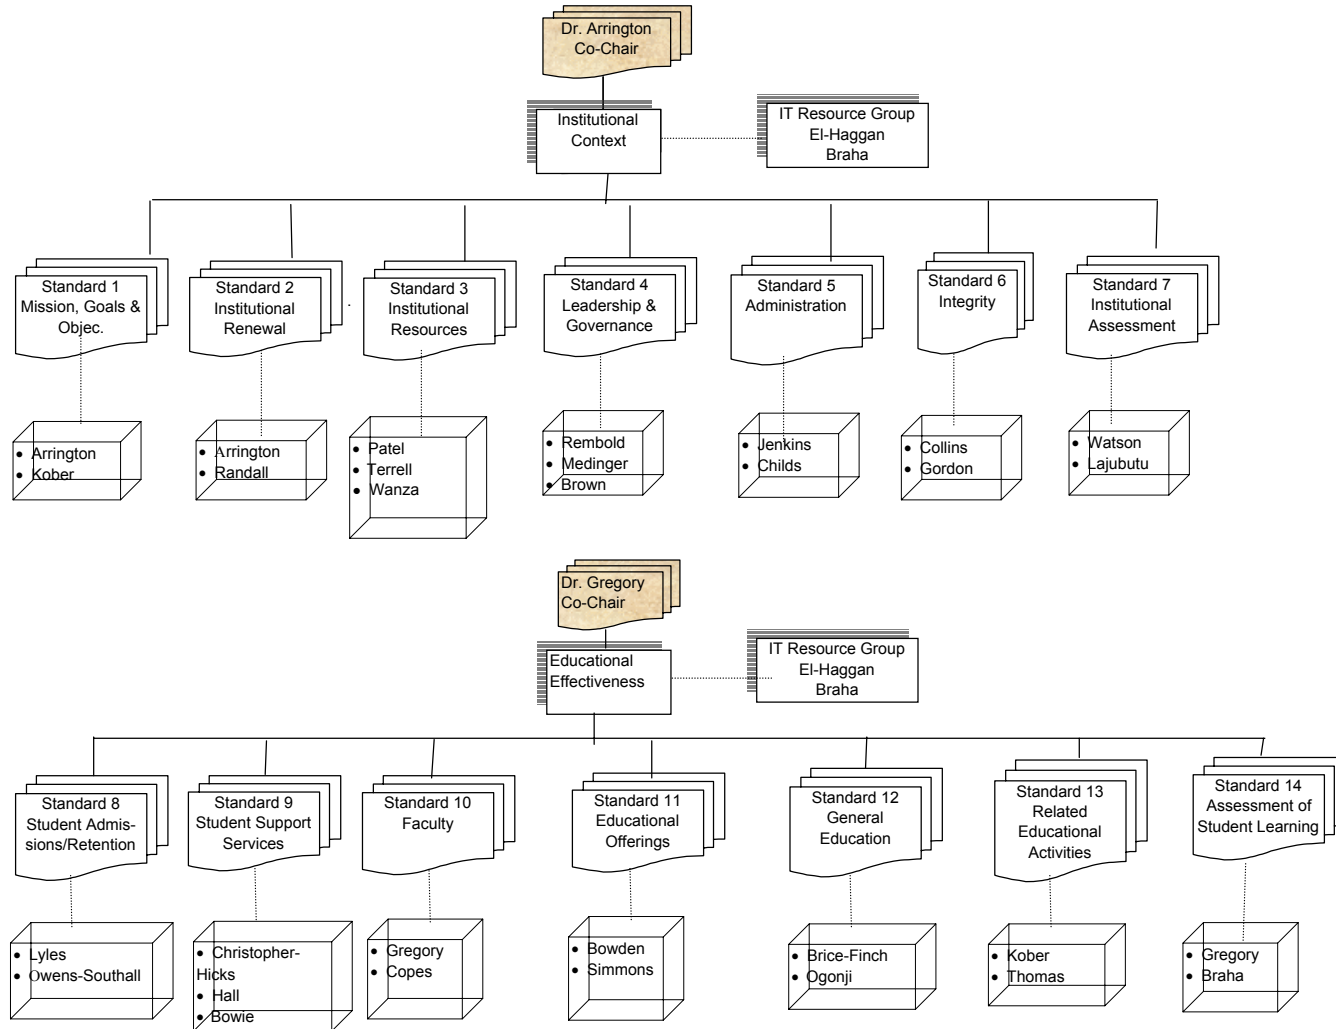 Dr. Arrington
Co-Chair
Institutional
Context
IT Resource Group
El-Haggan
Braha
Standard 1
Mission, Goals &
Objec.
Standard 2
Institutional
Renewal
Standard 3
Institutional
Resources
Standard 4
Leadership &
Governance
Standard 5
Administration
Standard 6
Integrity
Standard 7
Institutional
Assessment
• Arrington
• Kober
• Arrington
• Randall
• Patel
• Terrell
• Wanza
• Rembold
• Medinger
• Brown
• Jenkins
• Childs
• Collins
• Gordon
• Watson
• Lajubutu
Dr. Gregory
Co-Chair
Educational
Effectiveness
IT Resource Group
El-Haggan
Braha
Standard 8
Student Admis-
sions/Retention
Standard 9
Student Support
Services
Standard 10
Faculty
Standard 11
Educational
Offerings
Standard 12
General
Education
Standard 13
Related
Educational
Activities
Standard 14
Assessment of
Student Learning
• Lyles
• Owens-Southall
• Christopher-
Hicks
• Hall
• Bowie
• Gregory
• Copes
• Bowden
• Simmons
• Brice-Finch
• Ogonji
• Kober
• Thomas
• Gregory
• Braha